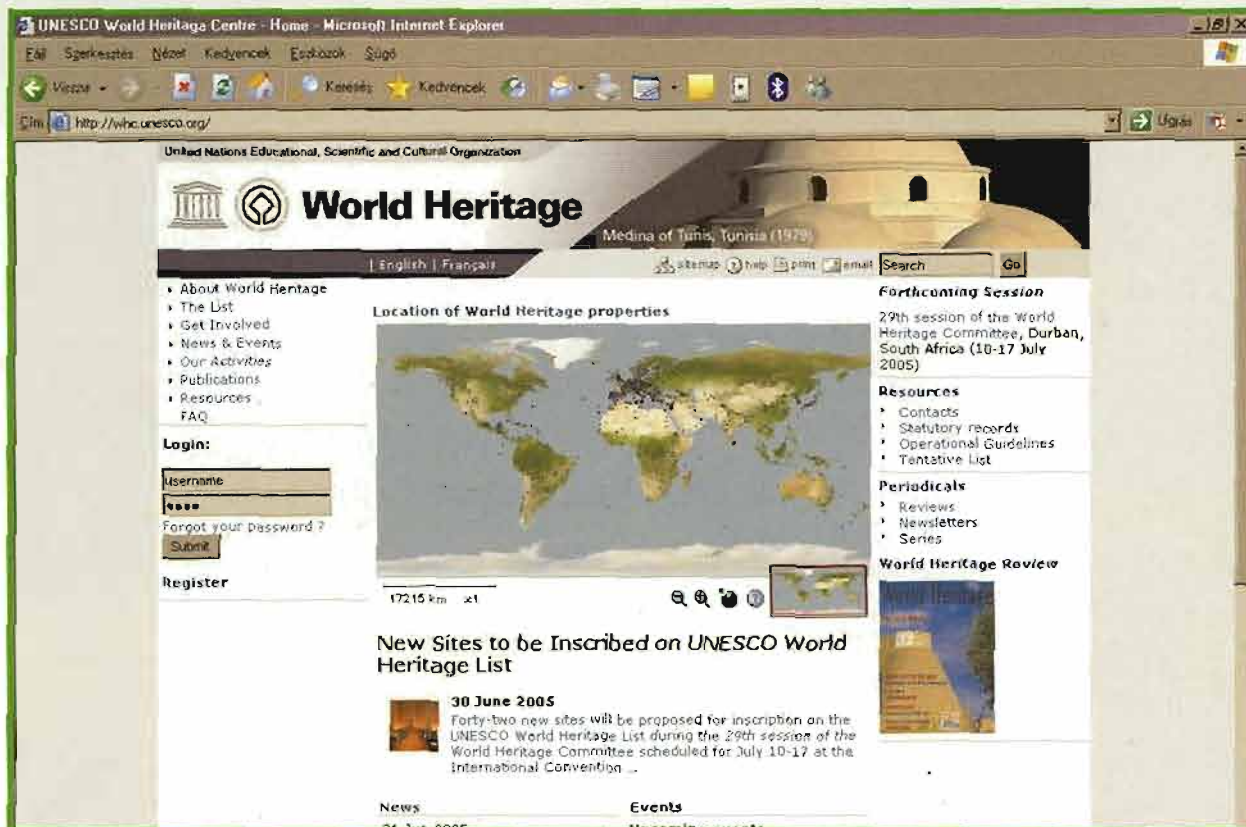 UNESCO World Heritage Centre - Home - Microsoft Internet Explorer
Fájl Szerkesztés Nézet Kedvencek Eszközök Súgó
Vissza Keresés Kedvencek
Cím http://whc.unesco.org/ Ugrás
United Nations Educational, Scientific and Cultural Organization
World Heritage
Medina of Tunis, Tunisia (1979)
| English | Français
sitemap help print email Search Go
About World Heritage
The List
Get Involved
News & Events
Our Activities
Publications
Resources
FAQ
Login:
username
Forgot your password ?
Submit
Register
Location of World Heritage properties
17215 km x1
New Sites to be Inscribed on UNESCO World
Heritage List
30 June 2005
Forty-two new sites will be proposed for inscription on the
UNESCO World Heritage List during the 29th session of the
World Heritage Committee scheduled for July 10-17 at the
International Convention ...
News
Events
Forthcoming Session
29th session of the World
Heritage Committee, Durban,
South Africa (10-17 July
2005)
Resources
Contacts
Statutory records
Operational Guidelines
Tentative List
Periodicals
Reviews
Newsletters
Series
World Heritage Review
World Heritage